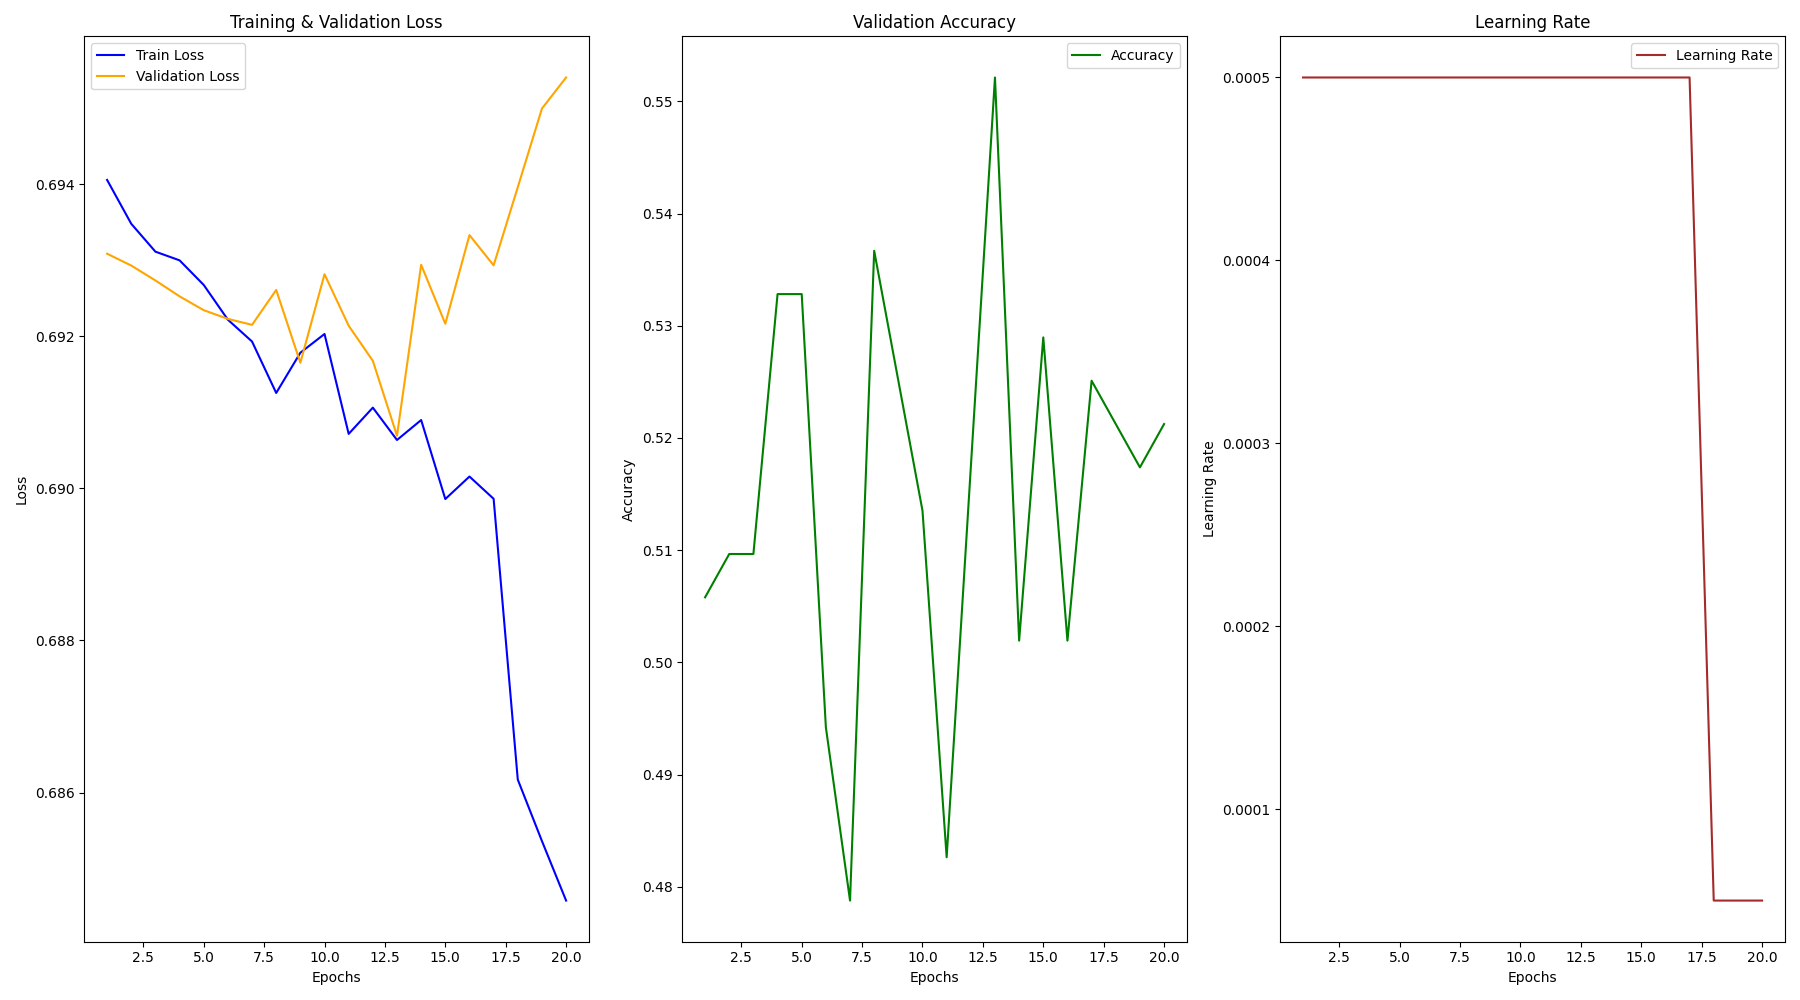 Training & Validation Loss
Train Loss
Validation Loss
Loss
0.694
0.692
0.690
0.688
0.686
2.5 5.0 7.5 10.0 12.5 15.0 17.5 20.0
Epochs
Validation Accuracy
Accuracy
Accuracy
0.55
0.54
0.53
0.52
0.51
0.50
0.49
0.48
2.5 5.0 7.5 10.0 12.5 15.0 17.5 20.0
Epochs
Learning Rate
Learning Rate
Learning Rate
0.0005
0.0004
0.0003
0.0002
0.0001
2.5 5.0 7.5 10.0 12.5 15.0 17.5 20.0
Epochs